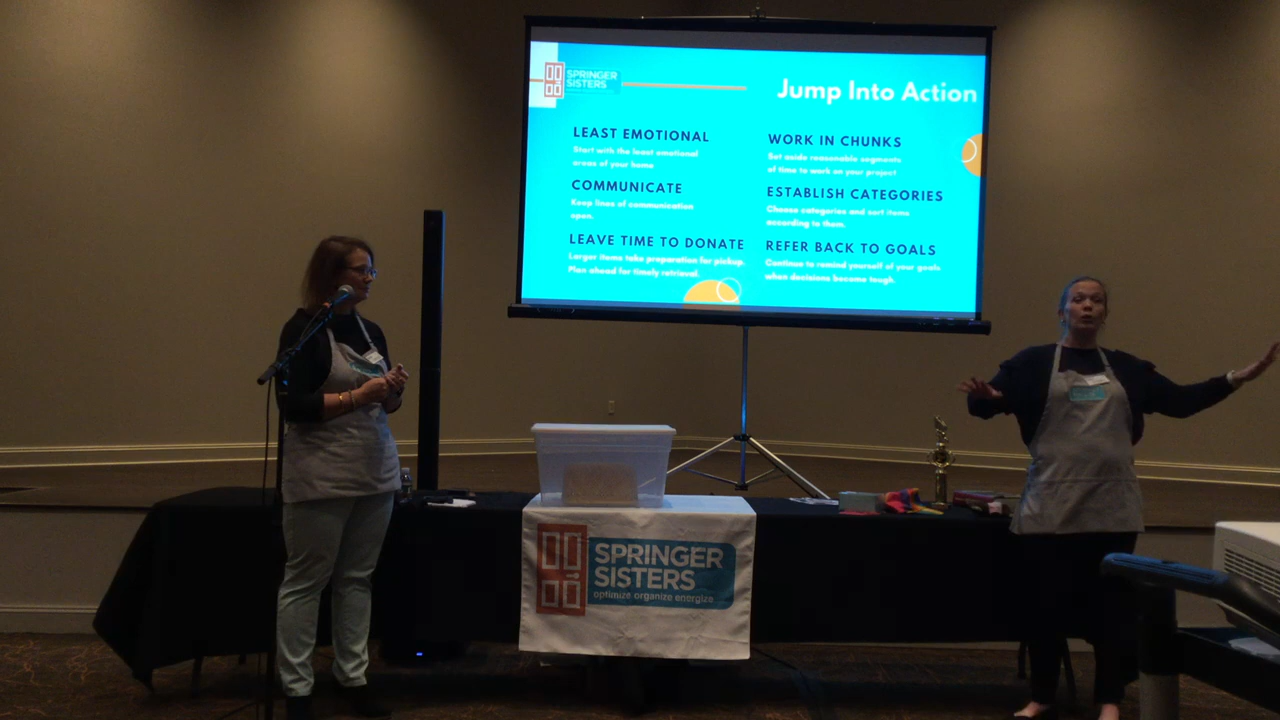 SPRINGER
SISTERS
Jump Into Action
LEAST EMOTIONAL
Start with the least emotional
areas of your home
COMMUNICATE
Keep lines of communication
open.
LEAVE TIME TO DONATE
Larger items take preparation for pickup.
Plan ahead for timely retrieval.
WORK IN CHUNKS
Set aside reasonable segments
of time to work on your project
ESTABLISH CATEGORIES
Choose categories and sort items
according to them.
REFER BACK TO GOALS
Continue to remind yourself of your goals
when decisions become tough.
SPRINGER
SISTERS
optimize organize energize